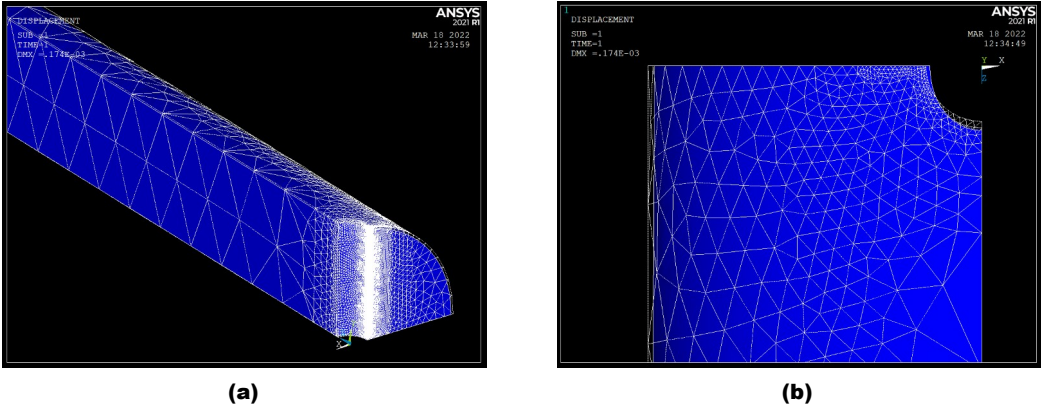 ANSYS
2021 R1
DISPLACEMENT
SUB =1
TIME=1
DMX =.174E-03
MAR 18 2022
12:33:59
X
(a)
1
ANSYS
2021 R1
DISPLACEMENT
SUB =1
TIME=1
DMX =.174E-03
MAR 18 2022
12:34:49
Y X
Z
(b)